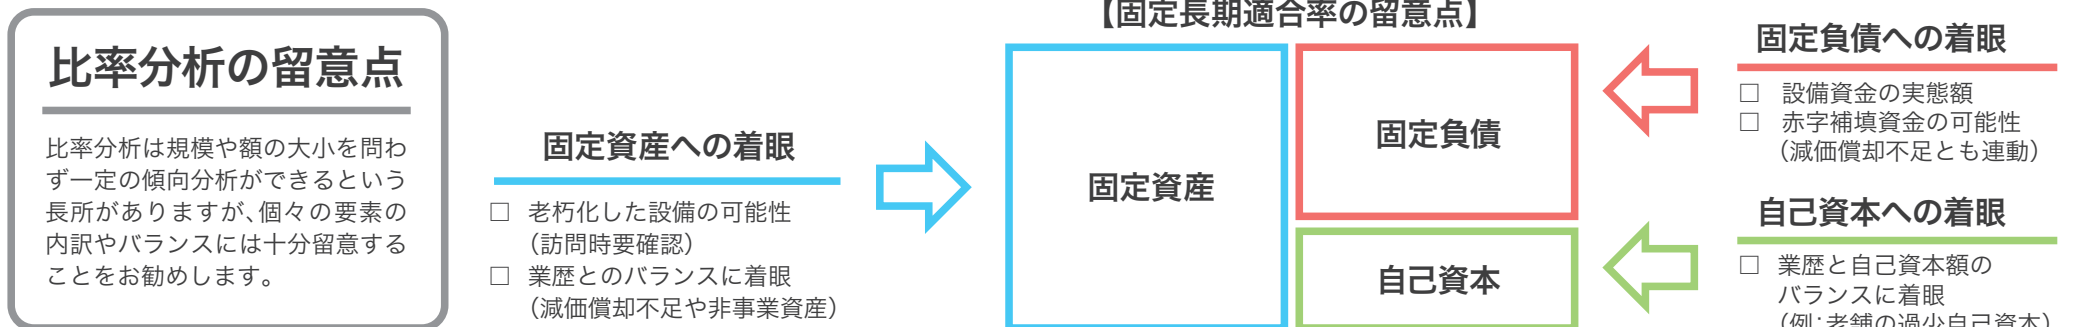 比率分析の留意点
比率分析は規模や額の大小を問わ
ず一定の傾向分析ができるという
長所がありますが、個々の要素の
内訳やバランスには十分留意する
ことをお勧めします。
固定資産への着眼
□ 老朽化した設備の可能性
（訪問時要確認）
□ 業歴とのバランスに着眼
（減価償却不足や非事業資産）
【固定長期適合率の留意点】
固定資産
固定負債
自己資本
固定負債への着眼
□ 設備資金の実態額
□ 赤字補填資金の可能性
（減価償却不足とも連動）
自己資本への着眼
□ 業歴と自己資本額の
バランスに着眼
（例：老舗の過少自己資本）